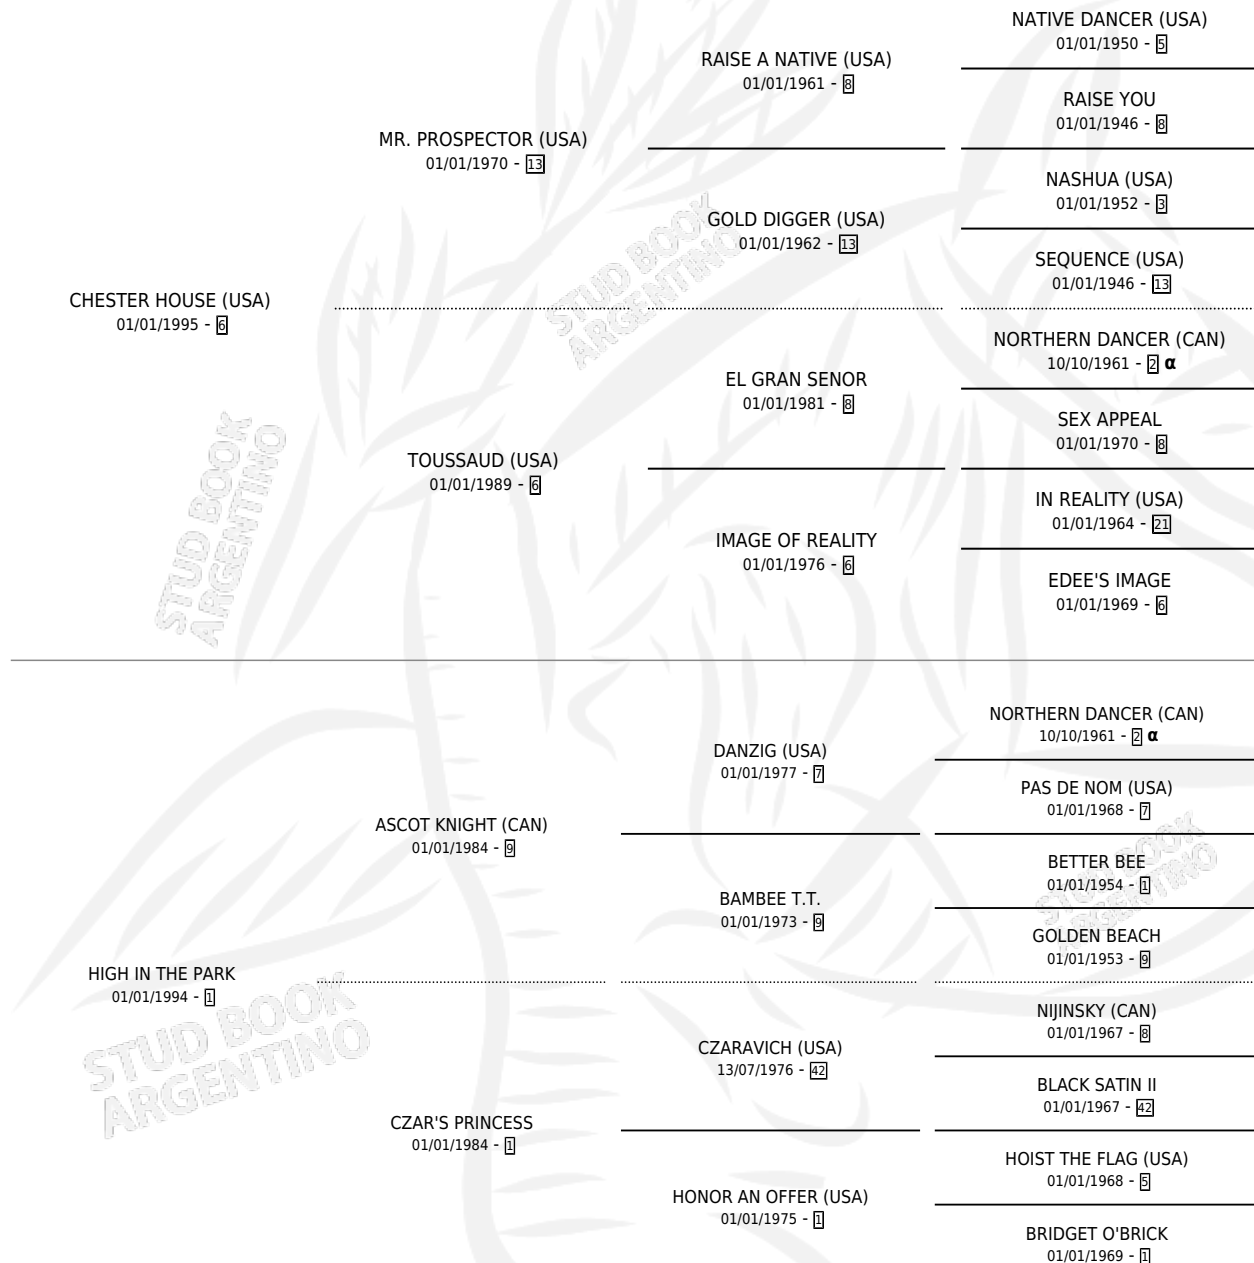 NATIVE DANCER (USA)
01/01/1950 - 5
RAISE A NATIVE (USA)
01/01/1961 - 8
RAISE YOU
01/01/1946 - 8
MR. PROSPECTOR (USA)
01/01/1970 - 13
NASHUA (USA)
01/01/1952 - 3
GOLD DIGGER (USA)
01/01/1962 - 13
SEQUENCE (USA)
01/01/1946 - 13
CHESTER HOUSE (USA)
01/01/1995 - 6
STUD BOOK
ARGENTINO
NORTHERN DANCER (CAN)
10/10/1961 - 2 α
EL GRAN SENOR
01/01/1981 - 8
SEX APPEAL
01/01/1970 - 8
TOUSSAUD (USA)
01/01/1989 - 6
IN REALITY (USA)
01/01/1964 - 21
IMAGE OF REALITY
01/01/1976 - 6
EDEE'S IMAGE
01/01/1969 - 6
STUD BOOK
ARGENTINO
NORTHERN DANCER (CAN)
10/10/1961 - 2 α
DANZIG (USA)
01/01/1977 - 7
PAS DE NOM (USA)
01/01/1968 - 7
ASCOT KNIGHT (CAN)
01/01/1984 - 9
BETTER BEE
01/01/1954 - 1
STUD BOOK
ARGENTINO
BAMBEE T.T.
01/01/1973 - 9
GOLDEN BEACH
01/01/1953 - 9
HIGH IN THE PARK
01/01/1994 - 1
STUD BOOK
ARGENTINO
NIJINSKY (CAN)
01/01/1967 - 8
CZARAVICH (USA)
13/07/1976 - 42
BLACK SATIN II
01/01/1967 - 42
CZAR'S PRINCESS
01/01/1984 - 1
HOIST THE FLAG (USA)
01/01/1968 - 5
HONOR AN OFFER (USA)
01/01/1975 - 1
BRIDGET O'BRICK
01/01/1969 - 1